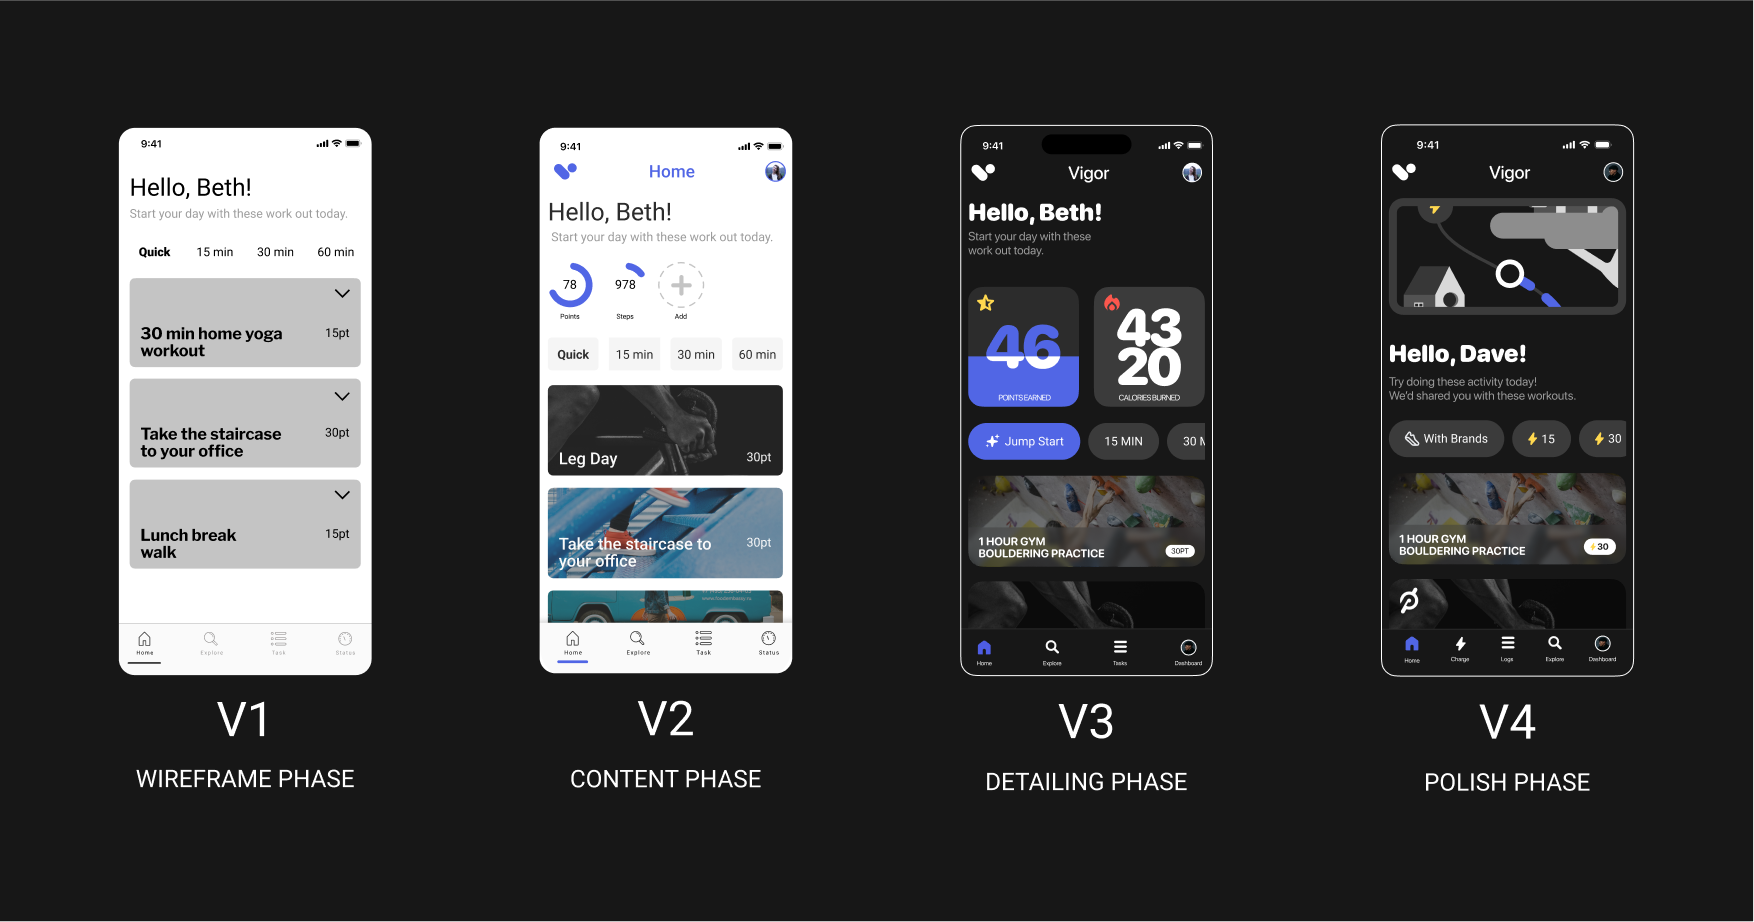 9:41
Hello, Beth!
Start your day with these work out today.
Quick 15 min 30 min 60 min
30 min home yoga
workout
15pt
Take the staircase
to your office
30pt
Lunch break
walk
15pt
Home Explore Task Status
V1
WIREFRAME PHASE
9:41
Home
Hello, Beth!
Start your day with these work out today.
78 978
Points Steps Add
Quick 15 min 30 min 60 min
Leg Day 30pt
Take the staircase to
your office
30pt
Home Explore Task Status
V2
CONTENT PHASE
9:41
Vigor
Hello, Beth!
Start your day with these
work out today.
46
POINTS EARNED
43
20
CALORIES BURNED
Jump Start 15 MIN 30 M
1 HOUR GYM
BOULDERING PRACTICE
30PT
Home Explore Tasks Dashboard
V3
DETAILING PHASE
9:41
Vigor
Hello, Dave!
Try doing these activity today!
We'd shared you with these workouts.
With Brands 15 30
1 HOUR GYM
BOULDERING PRACTICE
30
Home Charge Logs Explore Dashboard
V4
POLISH PHASE